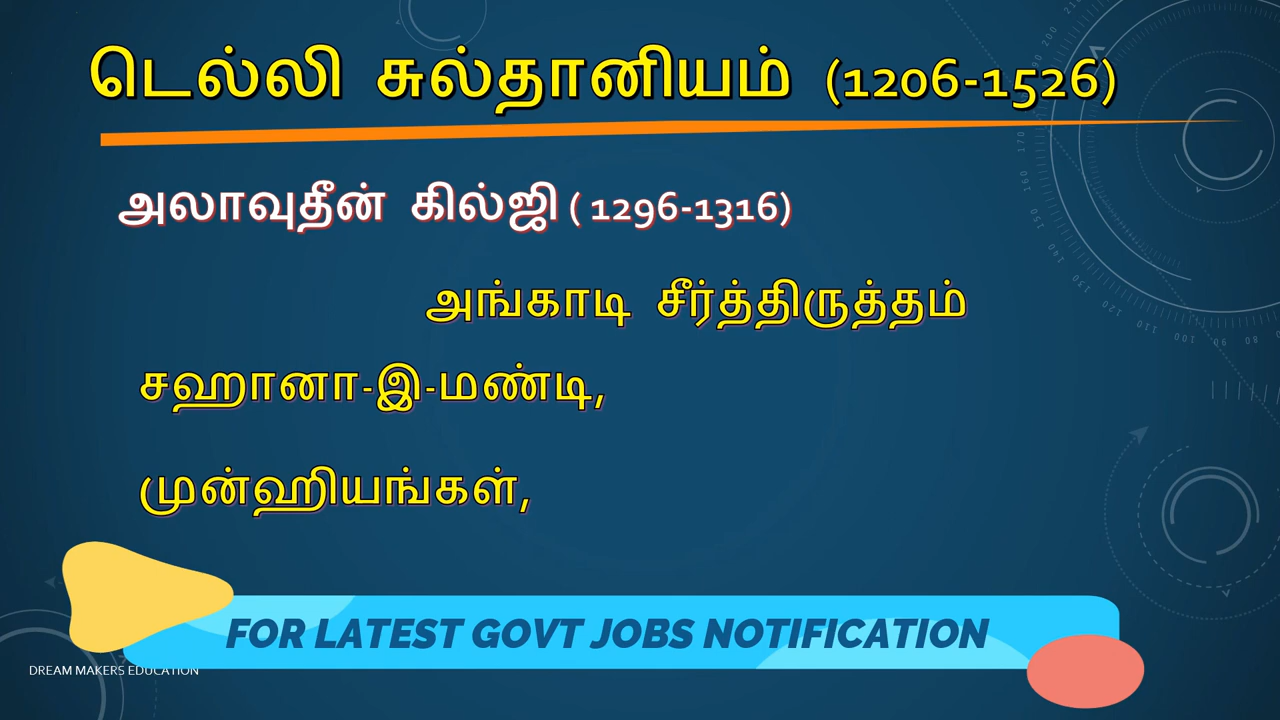 டெல்லி சுல்தானியம் (1206-1526)
அலாவுதீன் கில்ஜி ( 1296-1316)
அங்காடி சீர்த்திருத்தம்
சஹானா-இ-மண்டி,
முன்ஹியங்கள்,
FOR LATEST GOVT JOBS NOTIFICATION
DREAM MAKERS EDUCATION